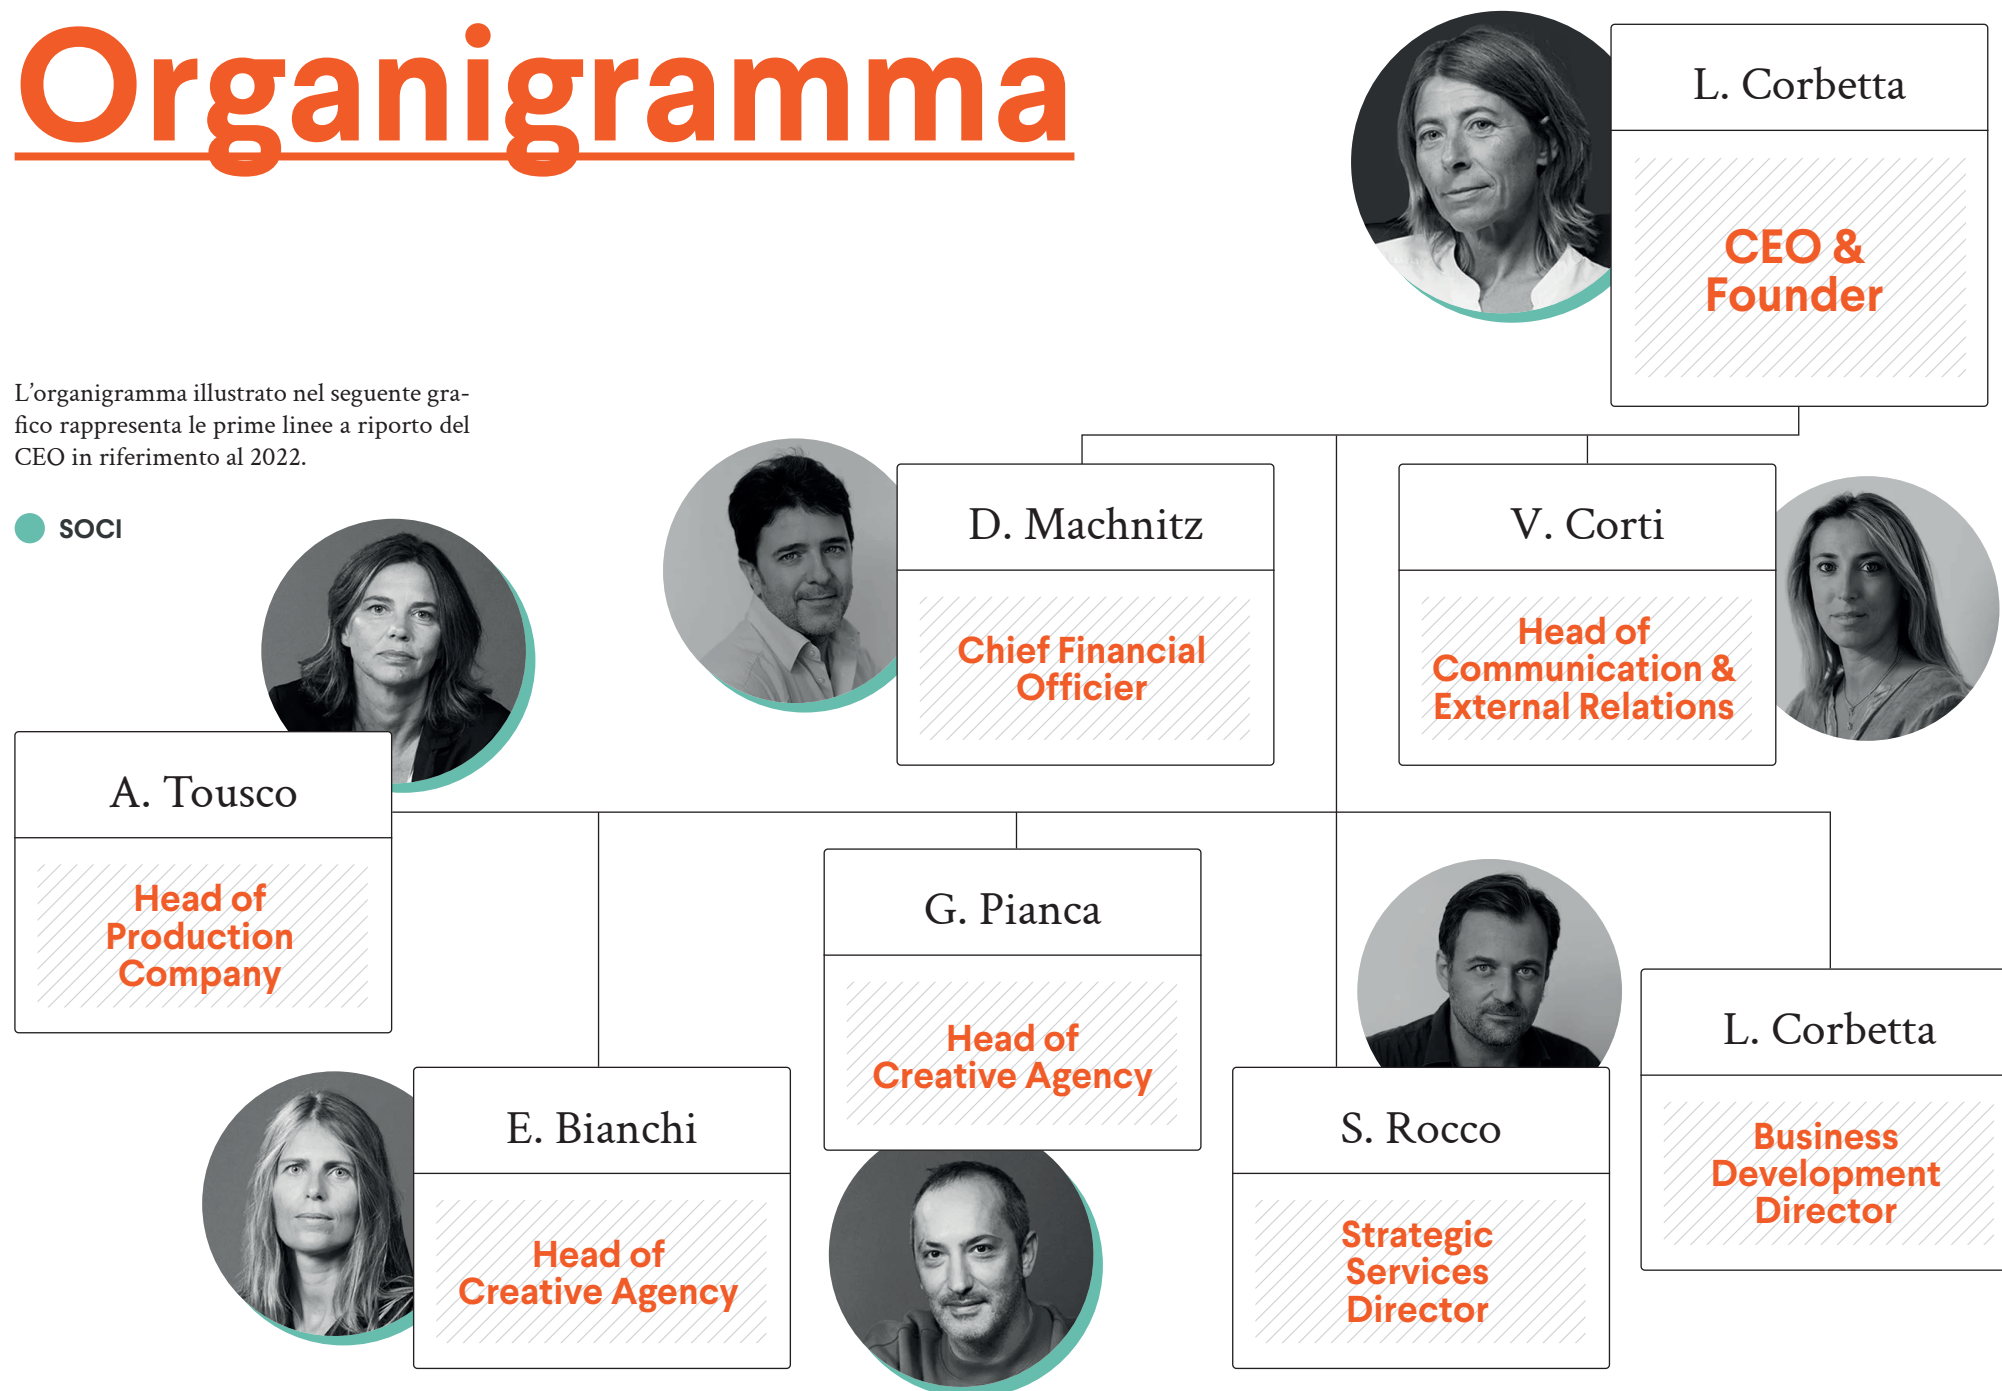 Organigramma
L. Corbetta
CEO &
Founder
L’organigramma illustrato nel seguente gra-
fico rappresenta le prime linee a riporto del
CEO in riferimento al 2022.
SOCI
D. Machnitz
Chief Financial
Officier
V. Corti
Head of
Communication &
External Relations
A. Tousco
Head of
Production
Company
G. Pianca
Head of
Creative Agency
E. Bianchi
Head of
Creative Agency
S. Rocco
Strategic
Services
Director
L. Corbetta
Business
Development
Director